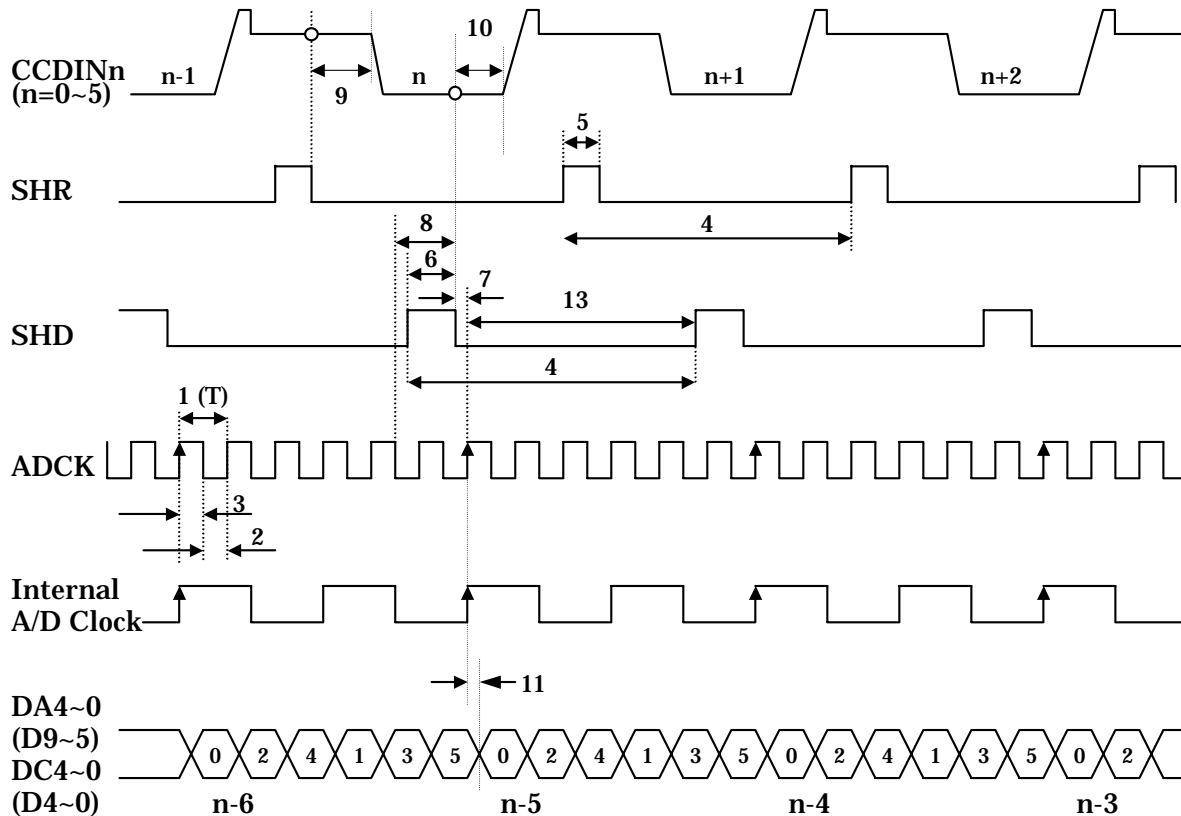 10
CCDINn
(n=0~5)
n-1
n
n+1
n+2
9
5
SHR
8
4
6
7
13
SHD
4
1 (T)
ADCK
3
2
Internal
A/D Clock
11
DA4~0
(D9~5)
DC4~0
(D4~0)
0 2 4 1 3 5 0 2 4 1 3 5 0 2 4 1 3 5 0 2
n-6 n-5 n-4 n-3